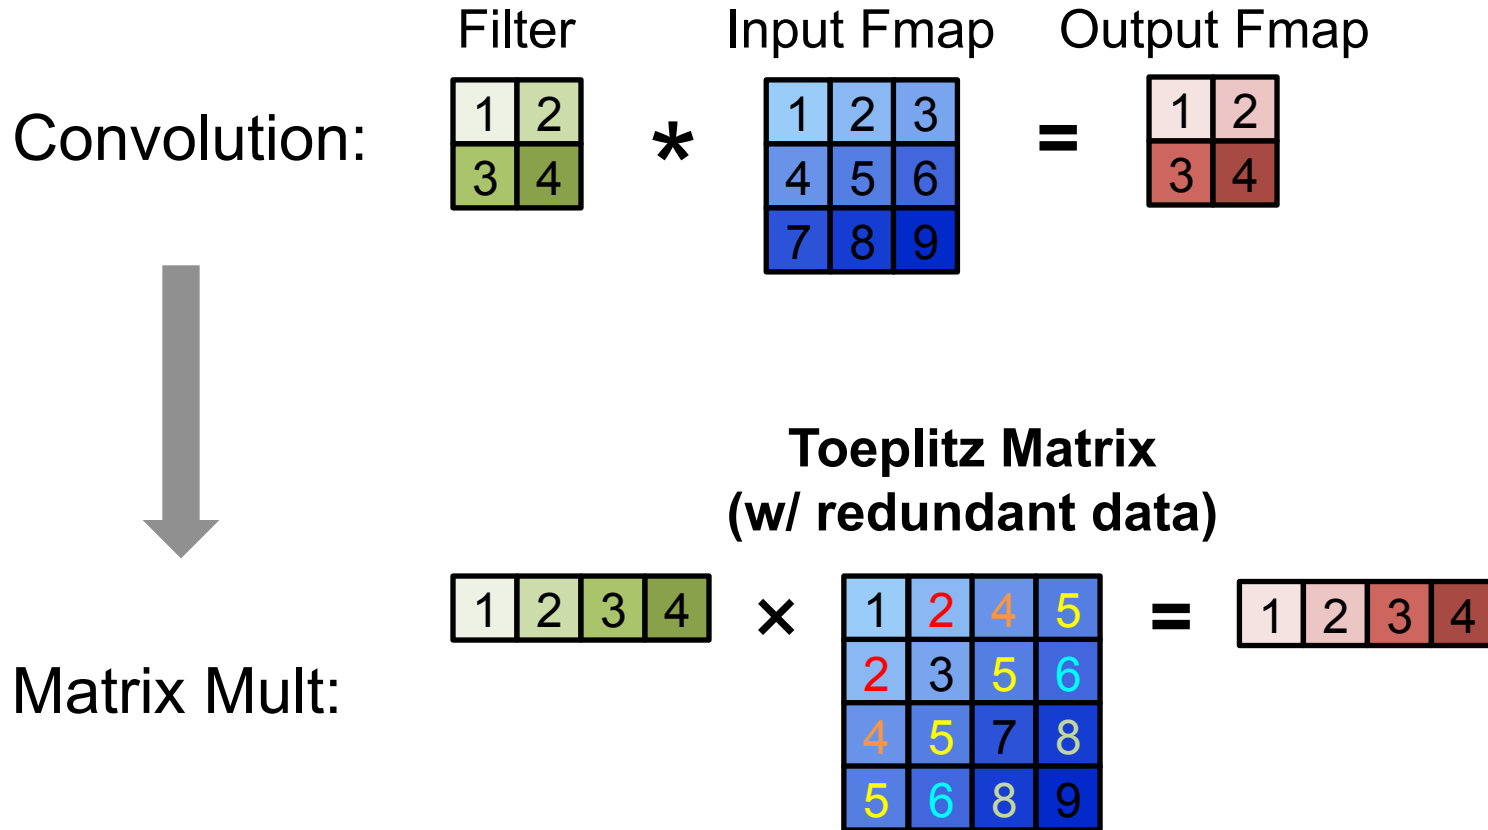 Filter Input Fmap Output Fmap
Convolution:
1 2
3 4
*
1 2 3
4 5 6
7 8 9
=
1 2
3 4
Toeplitz Matrix
(w/ redundant data)
Matrix Mult:
1 2 3 4
×
1 2 4 5
2 3 5 6
4 5 7 8
5 6 8 9
=
1 2 3 4